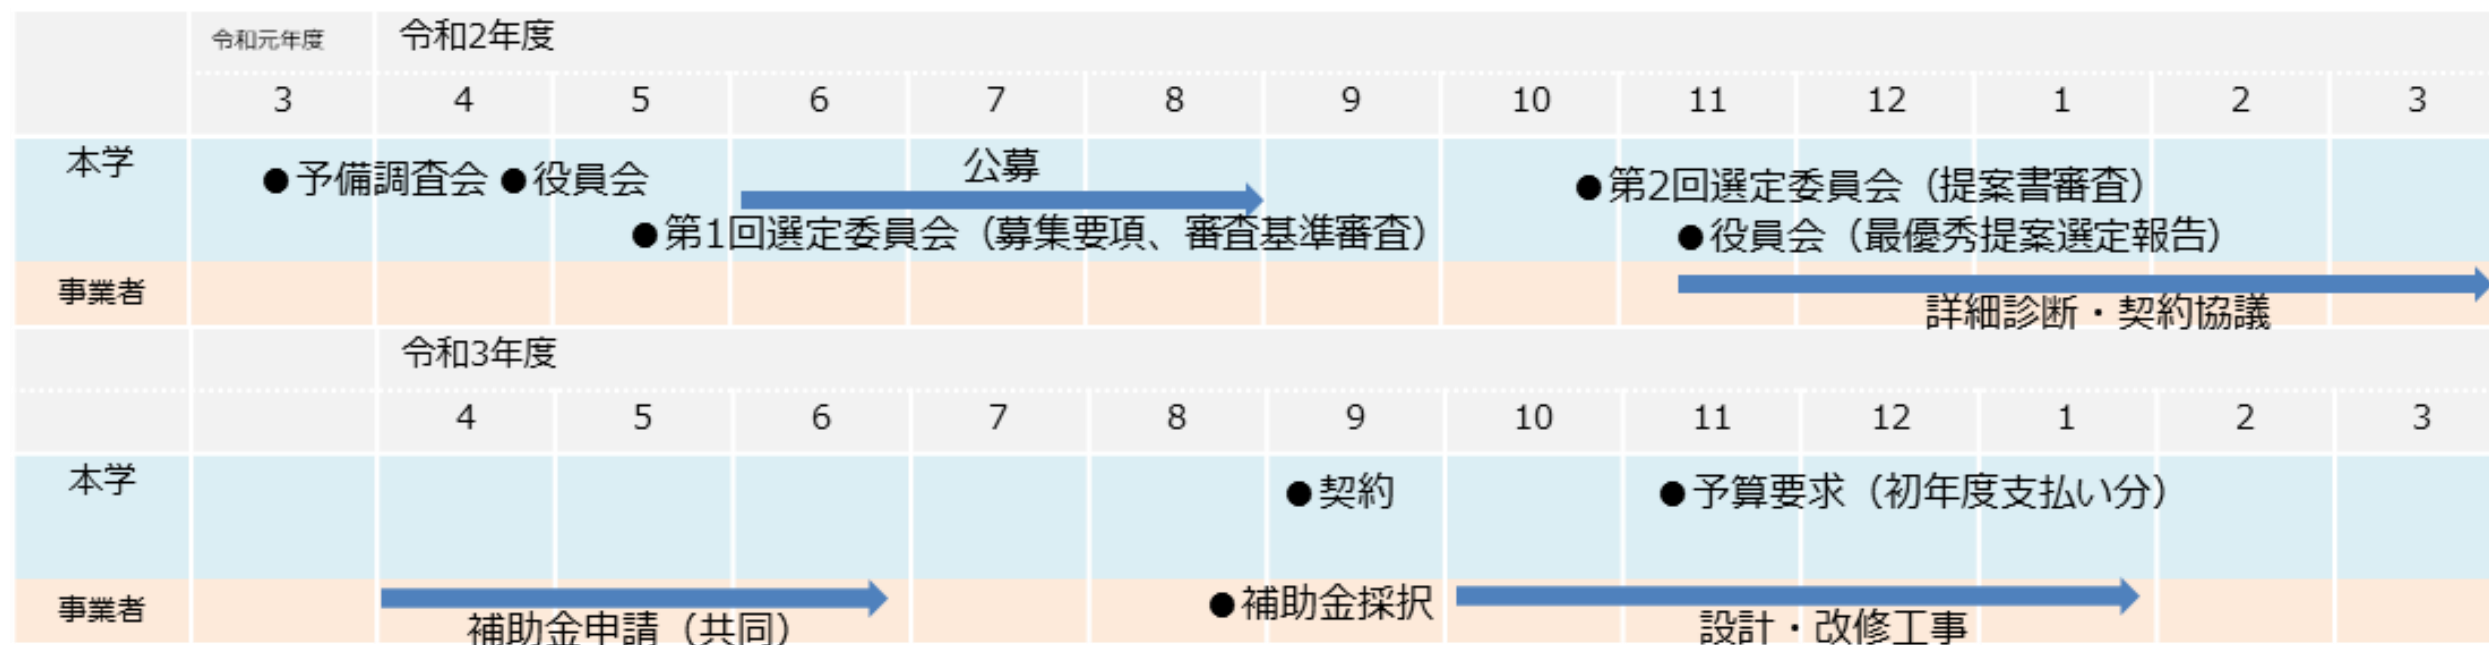 令和元年度 令和2年度
3 4 5 6 7 8 9 10 11 12 1 2 3
本学
●予備調査会 ●役員会
公募
●第1回選定委員会（募集要項、審査基準審査）
●第2回選定委員会（提案書審査）
●役員会（最優秀提案選定報告）
事業者
詳細診断・契約協議
令和3年度
4 5 6 7 8 9 10 11 12 1 2 3
本学
●契約
●予算要求（初年度支払い分）
事業者
補助金申請（共同）
●補助金採択
設計・改修工事